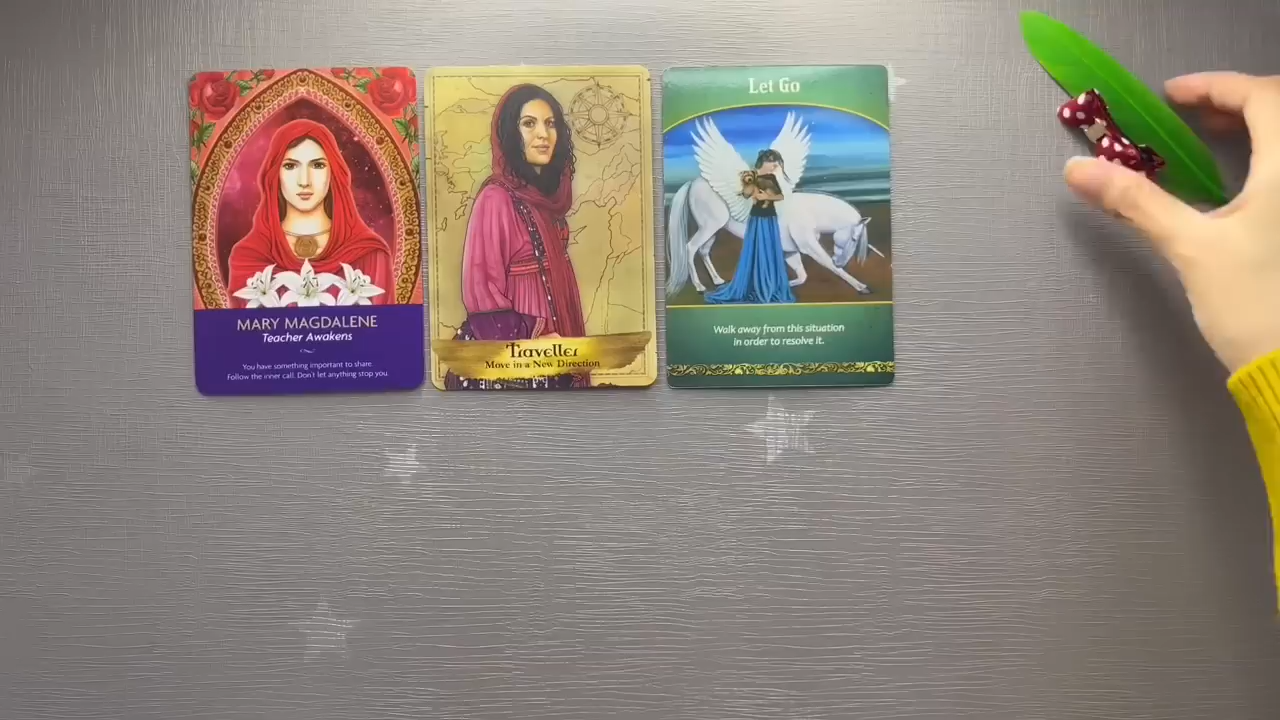 MARY MAGDALENE
Teacher Awakens
You have something important to share.
Follow the inner call. Don't let anything stop you.
Traveller
Move in a New Direction
Let Go
Walk away from this situation
in order to resolve it.